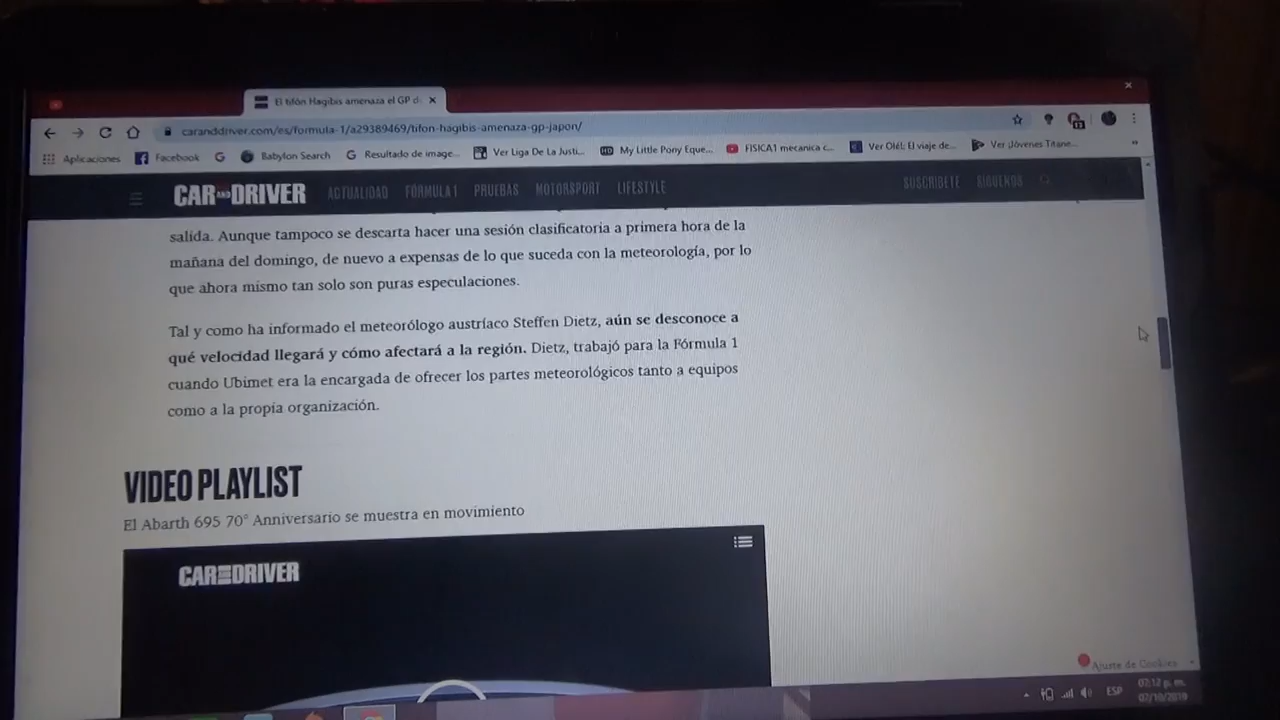 El tifón Hagibis amenaza el GP d
caranddriver.com/es/formula-1/a29389469/tifon-hagibis-amenaza-gp-japon/
Aplicaciones Facebook Babylon Search Resultado de image... Ver Liga De La Justi... My Little Pony Eque... FISICA1 mecanica c... Ver Olé!: El viaje de... Ver Jóvenes Titane...
CAR AND DRIVER ACTUALIDAD FÓRMULA 1 PRUEBAS MOTORSPORT LIFESTYLE SUSCRÍBETE SÍGUENOS
salida. Aunque tampoco se descarta hacer una sesión clasificatoria a primera hora de la
mañana del domingo, de nuevo a expensas de lo que suceda con la meteorología, por lo
que ahora mismo tan solo son puras especulaciones.
Tal y como ha informado el meteorólogo austríaco Steffen Dietz, aún se desconoce a
qué velocidad llegará y cómo afectará a la región. Dietz, trabajó para la Fórmula 1
cuando Ubimet era la encargada de ofrecer los partes meteorológicos tanto a equipos
como a la propia organización.
VIDEO PLAYLIST
El Abarth 695 70° Anniversario se muestra en movimiento
CAR AND DRIVER
Ajuste de Cookies
ESP 07:12 p. m.
07/10/2019